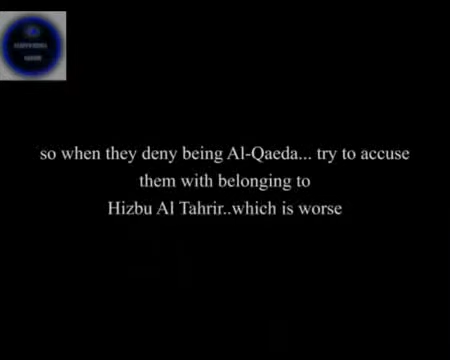 so when they deny being Al-Qaeda... try to accuse
them with belonging to
Hizbu Al Tahrir..which is worse